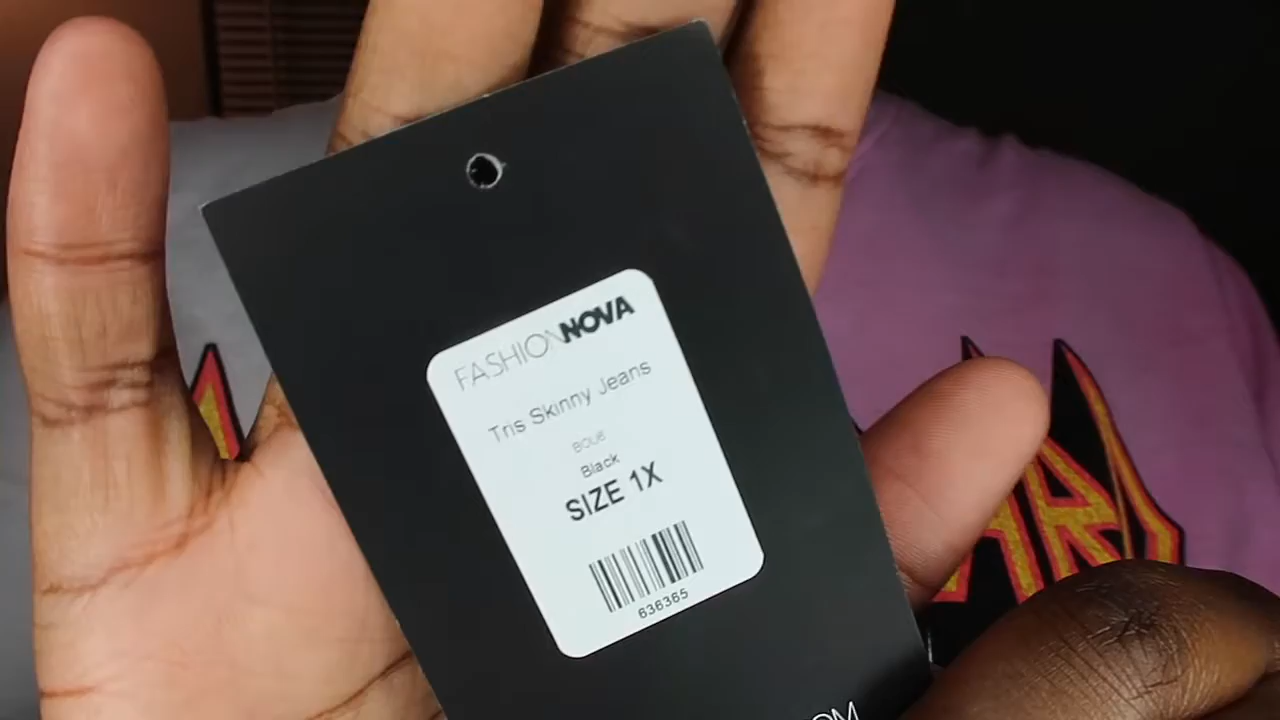 FASHIONNOVA
Tris Skinny Jeans
Black
SIZE 1X
636365